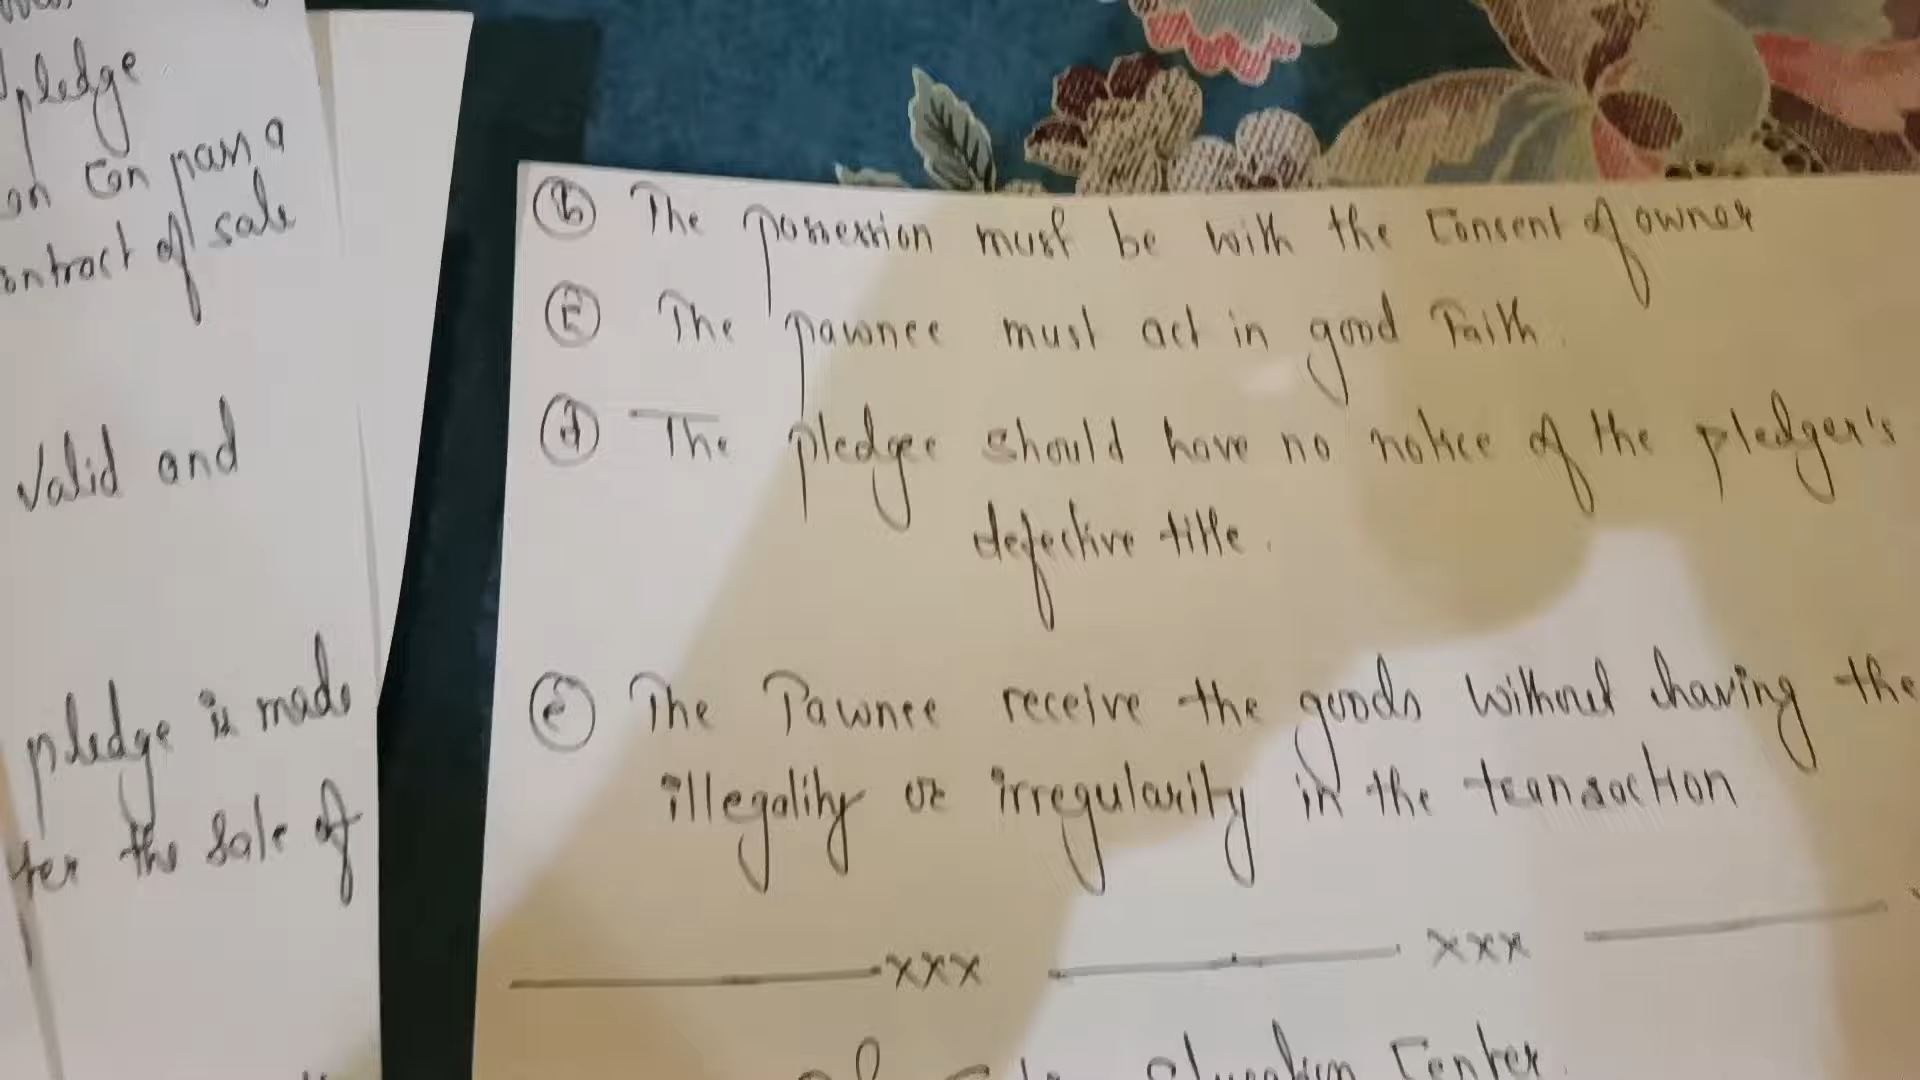 pledge
on can pass a
contract of sale
valid and
pledge is made
the sale of
(b) The possession must be with the consent of owner
(c) The pawnee must act in good Faith.
(d) The pledgee should have no notice of the pledger's
defective title.
(e) The Pawnee receive the goods without having the
illegality or irregularity in the transaction
xxx xxx
Center